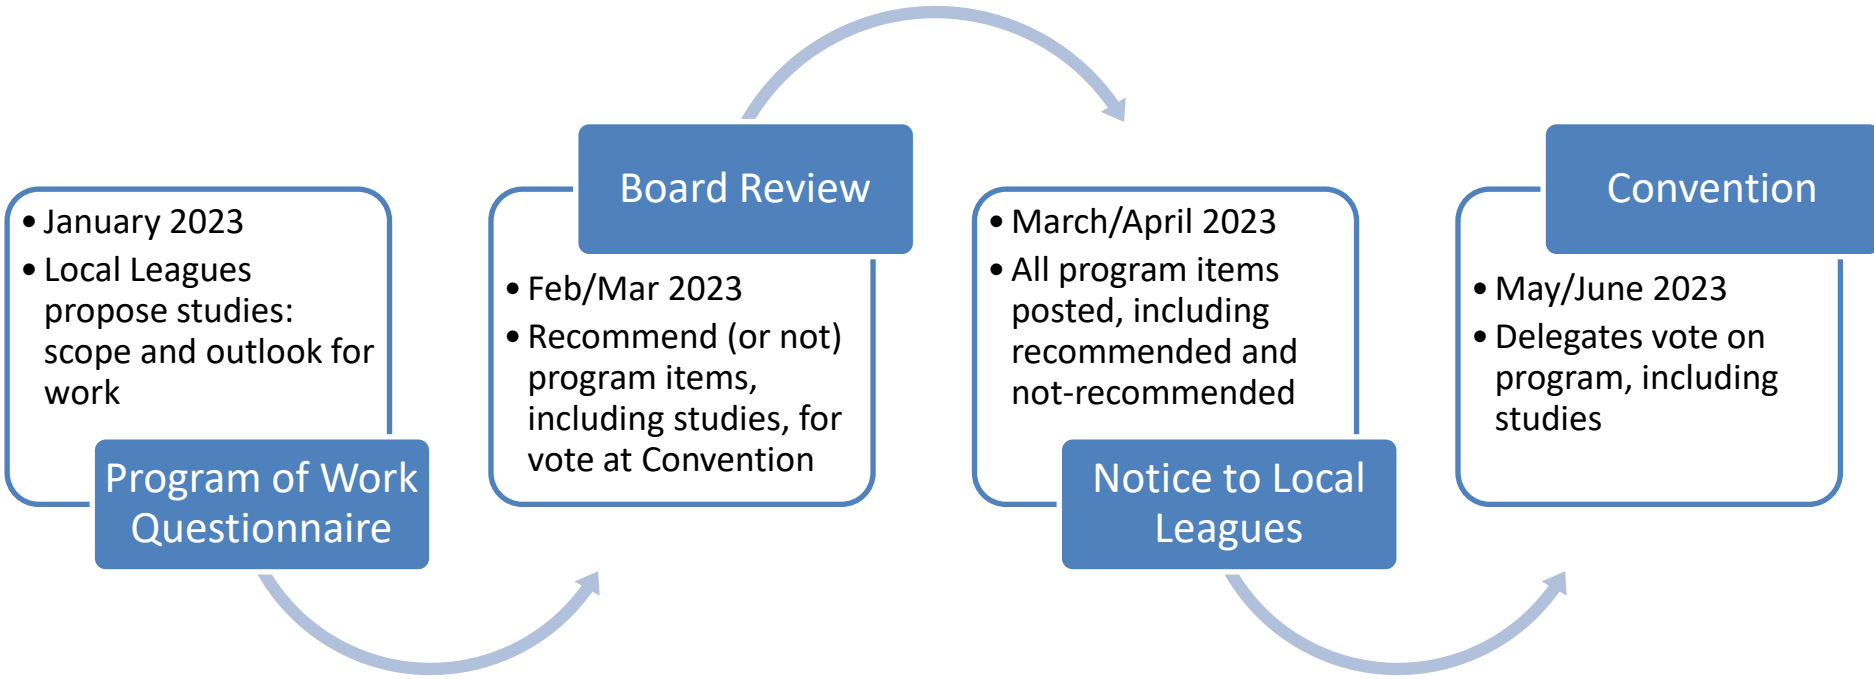 • January 2023
• Local Leagues
propose studies:
scope and outlook for
work
Program of Work
Questionnaire
Board Review
• Feb/Mar 2023
• Recommend (or not)
program items,
including studies, for
vote at Convention
• March/April 2023
• All program items
posted, including
recommended and
not-recommended
Notice to Local
Leagues
Convention
• May/June 2023
• Delegates vote on
program, including
studies